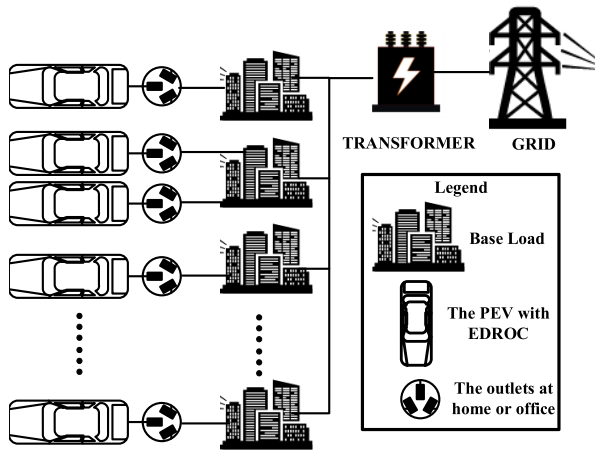 TRANSFORMER
GRID
Legend
Base Load
The PEV with
EDROC
The outlets at
home or office